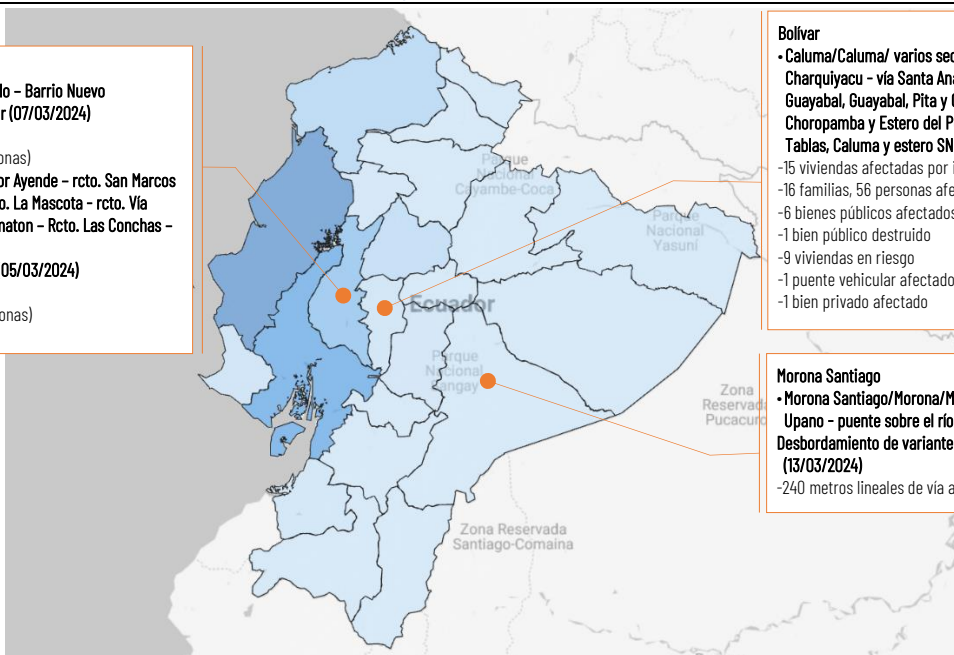 do – Barrio Nuevo
r (07/03/2024)
onas)
or Ayende – rcto. San Marcos
o. La Mascota - rcto. Vía
naton – Rcto. Las Conchas –
05/03/2024)
onas)
Parque
Nacional
Cayambe-Coca
Parque
Nacional
Yasuní
Ecuador
Parque
Nacional
Sangay
Zona
Reservada
Pucacuro
Zona Reservada
Santiago-Comaina
Bolívar
• Caluma/Caluma/ varios sec
Charquiyacu - vía Santa Ana
Guayabal, Guayabal, Pita y
Choropamba y Estero del P
Tablas, Caluma y estero SN
-15 viviendas afectadas por i
-16 familias, 56 personas afe
-6 bienes públicos afectados
-1 bien público destruido
-9 viviendas en riesgo
-1 puente vehicular afectado
-1 bien privado afectado
Morona Santiago
• Morona Santiago/Morona/M
Upano - puente sobre el río
Desbordamiento de variante
(13/03/2024)
-240 metros lineales de vía a